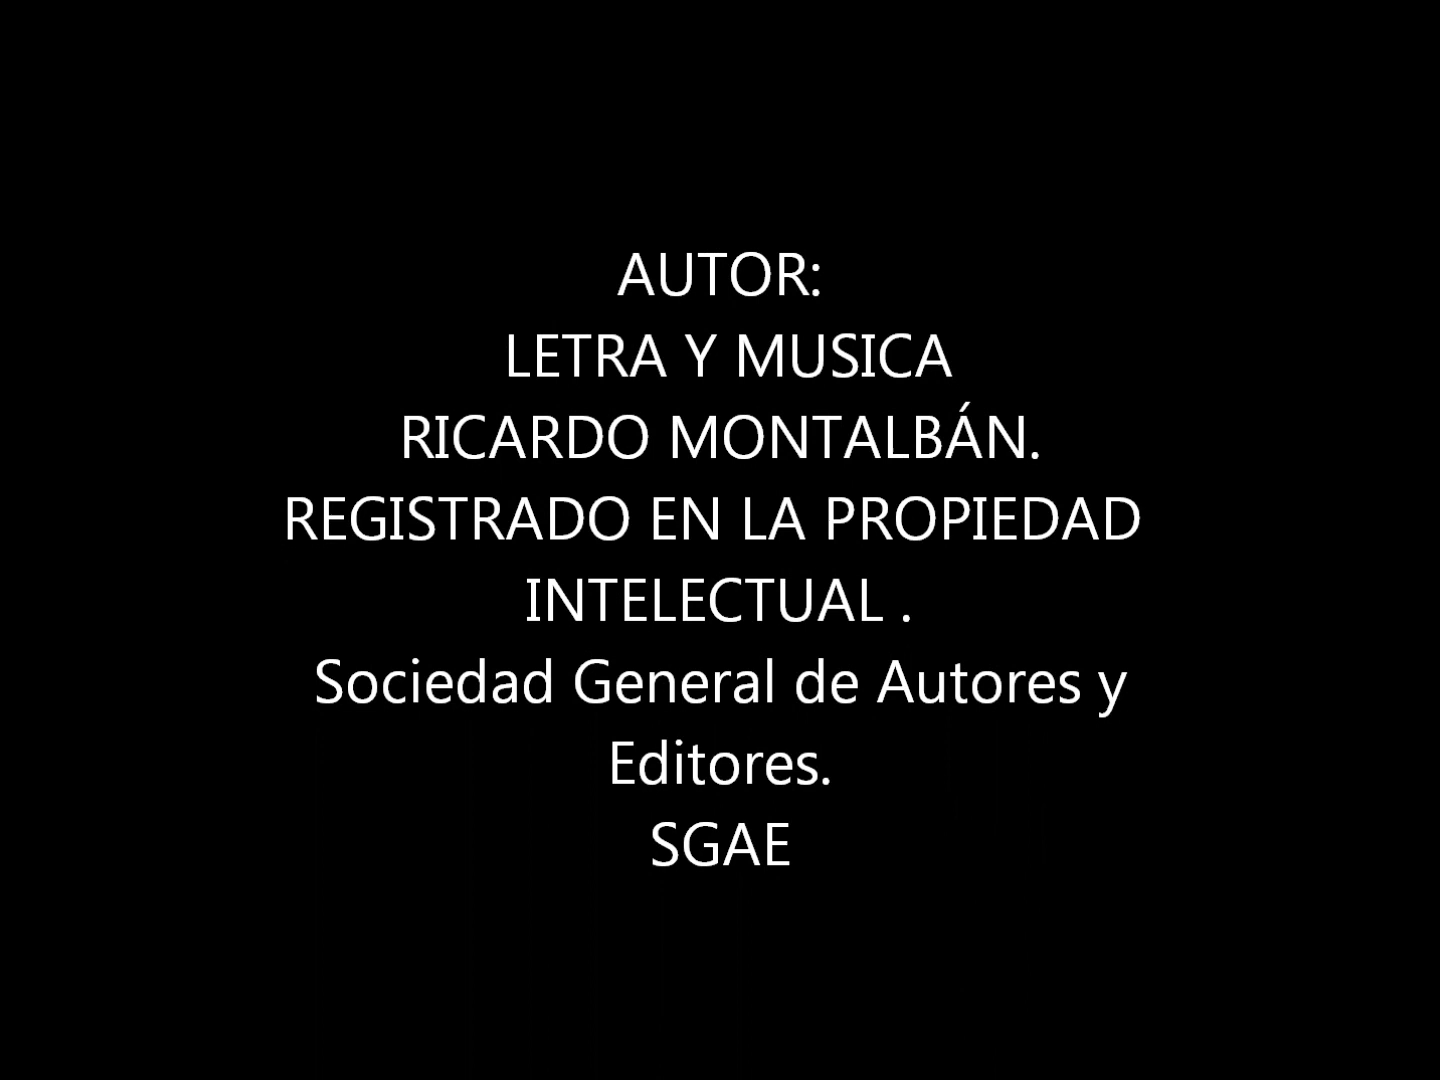 AUTOR:
LETRA Y MUSICA
RICARDO MONTALBÁN.
REGISTRADO EN LA PROPIEDAD
INTELECTUAL .
Sociedad General de Autores y
Editores.
SGAE